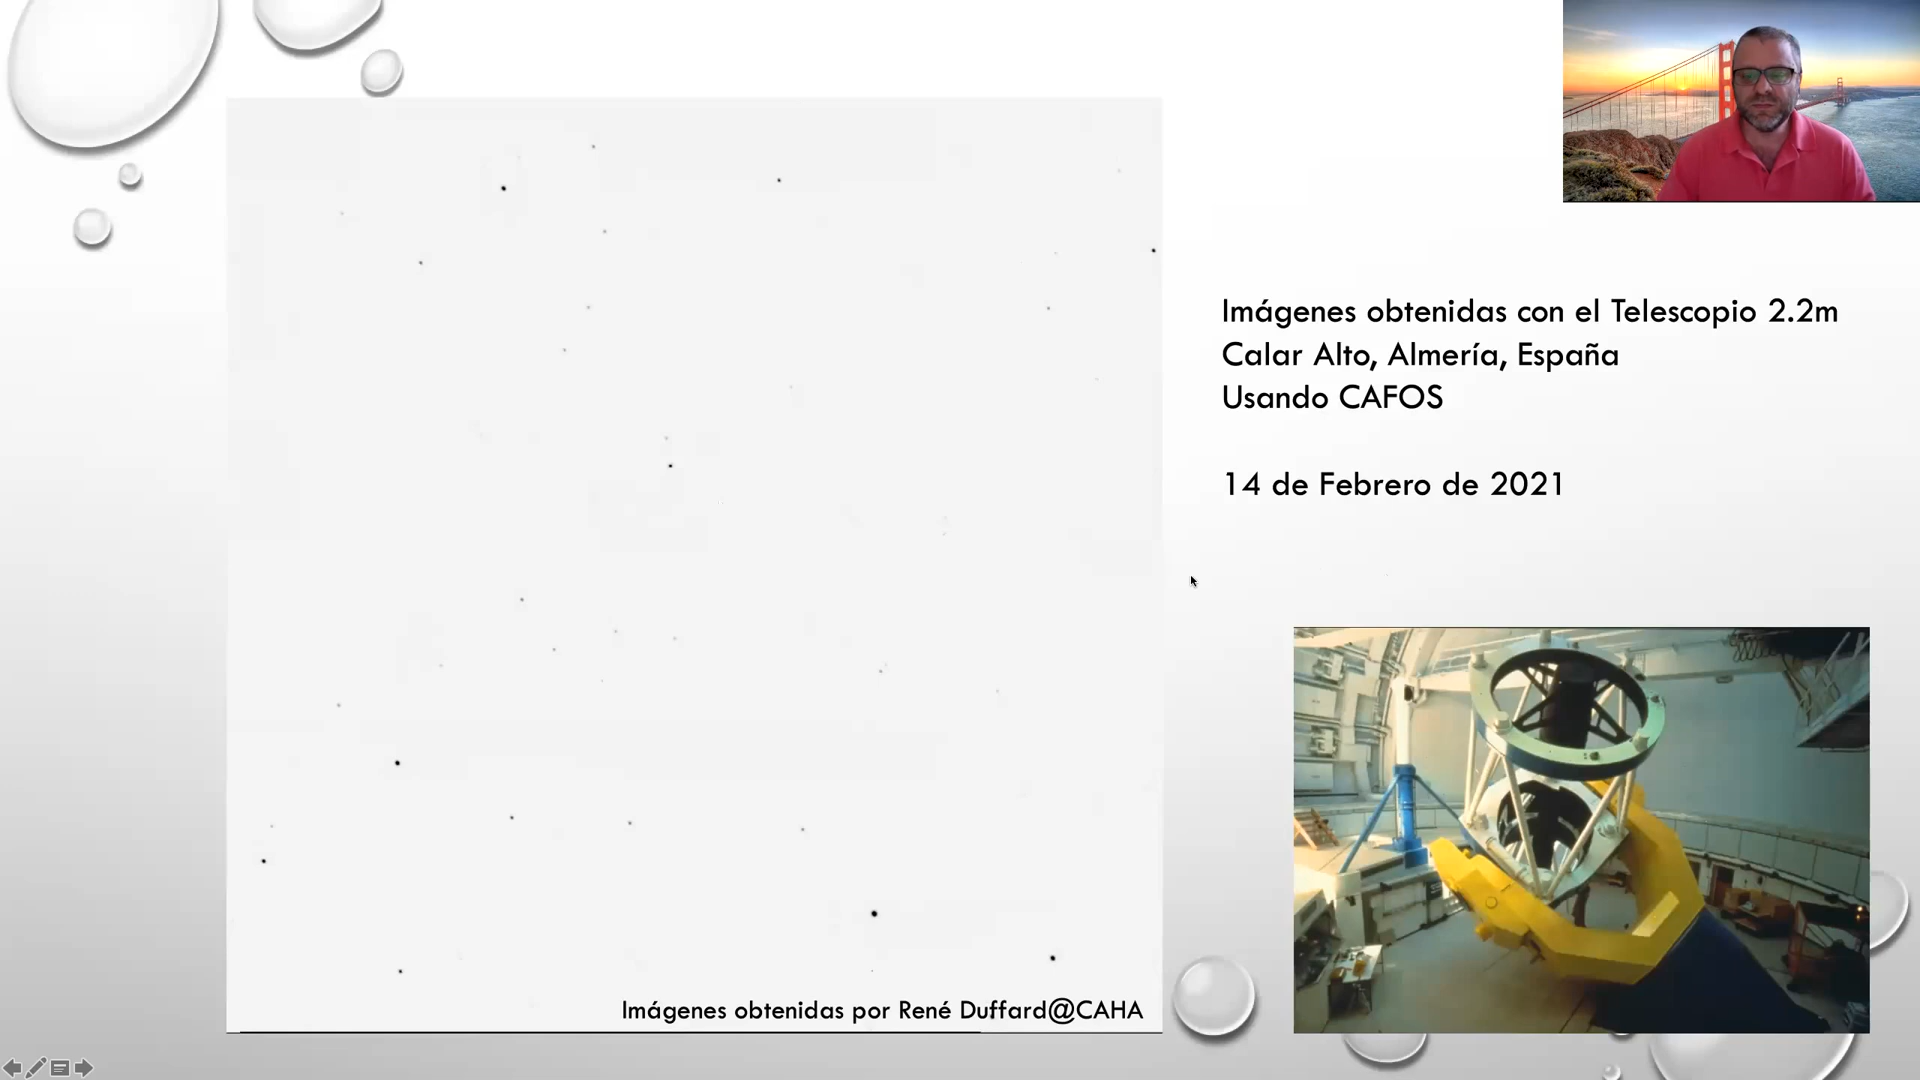 Imágenes obtenidas con el Telescopio 2.2m
Calar Alto, Almería, España
Usando CAFOS
14 de Febrero de 2021
Imágenes obtenidas por René Duffard@CAHA